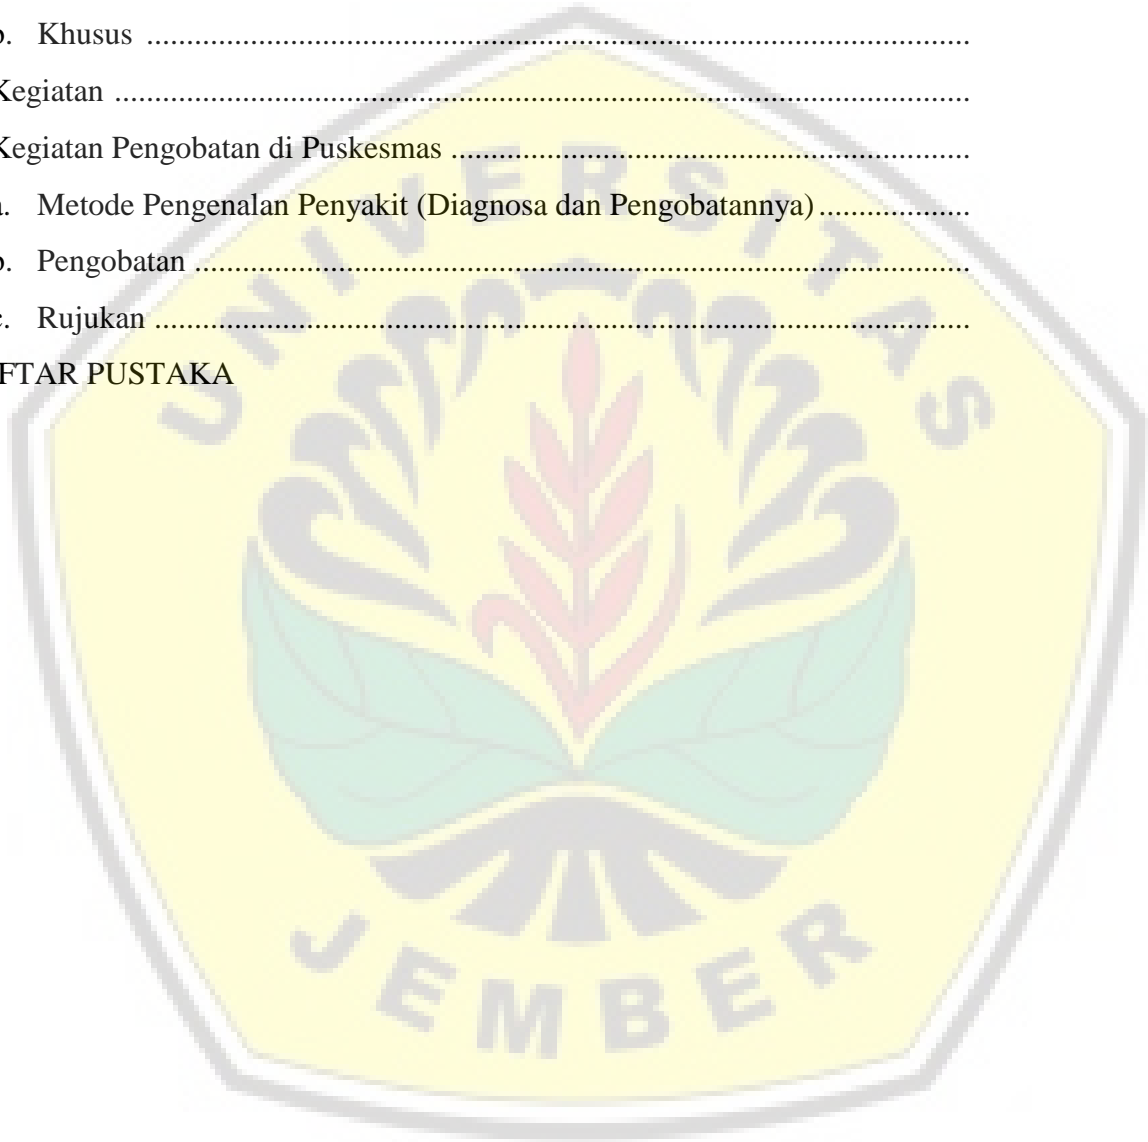 b. Khusus ........................................................................................................
Kegiatan ............................................................................................................
Kegiatan Pengobatan di Puskesmas .................................................................
a. Metode Pengenalan Penyakit (Diagnosa dan Pengobatannya) ...................
b. Pengobatan ..................................................................................................
c. Rujukan .......................................................................................................
FTAR PUSTAKA
UNIVERSITAS
JEMBER